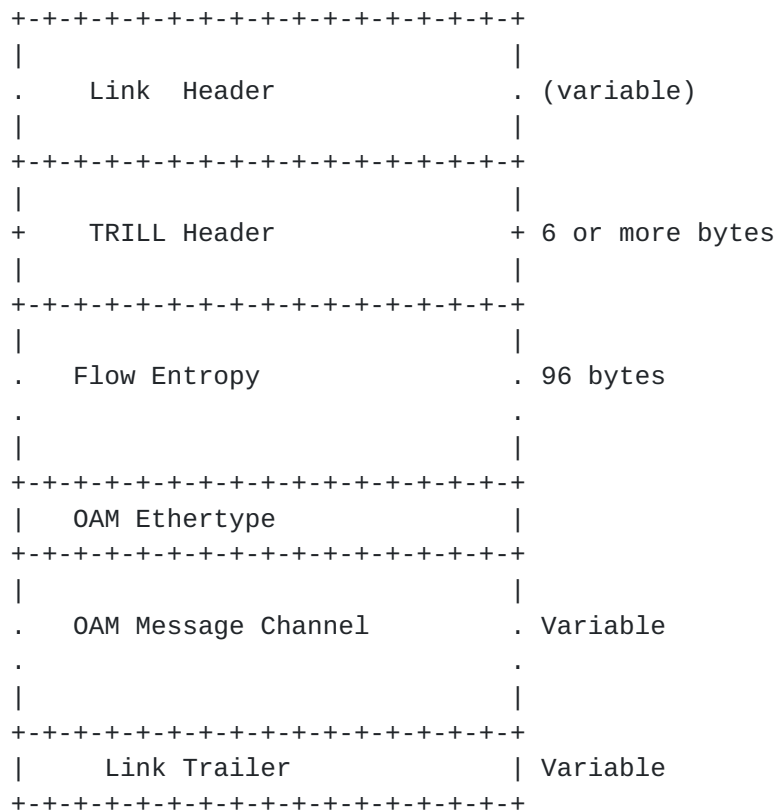 +-+-+-+-+-+-+-+-+-+-+-+-+-+-+-+-+
|                               |
.    Link  Header               . (variable)
|                               |
+-+-+-+-+-+-+-+-+-+-+-+-+-+-+-+-+
|                               |
+    TRILL Header               + 6 or more bytes
|                               |
+-+-+-+-+-+-+-+-+-+-+-+-+-+-+-+-+
|                               |
.   Flow Entropy                . 96 bytes
.                               .
|                               |
+-+-+-+-+-+-+-+-+-+-+-+-+-+-+-+-+
|   OAM Ethertype               |
+-+-+-+-+-+-+-+-+-+-+-+-+-+-+-+-+
|                               |
.   OAM Message Channel         . Variable
.                               .
|                               |
+-+-+-+-+-+-+-+-+-+-+-+-+-+-+-+-+
|     Link Trailer              | Variable
+-+-+-+-+-+-+-+-+-+-+-+-+-+-+-+-+